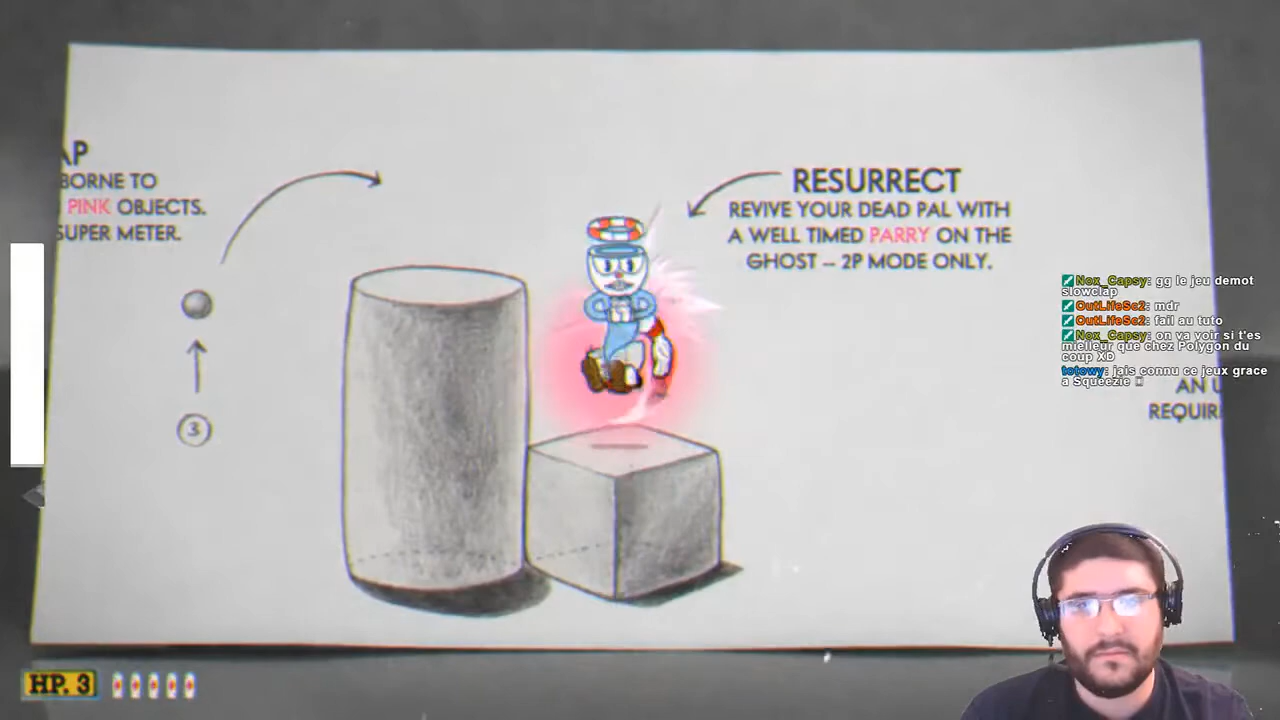 AP
BORNE TO
PINK OBJECTS.
SUPER METER.
3
RESURRECT
REVIVE YOUR DEAD PAL WITH
A WELL TIMED PARRY ON THE
GHOST -- 2P MODE ONLY.
Nox_Capsy: gg le jeu demot
slowclap
OutLifeSc2: mdr
OutLifeSc2: fail au tuto
Nox_Capsy: on va voir si t'es
mielleur que chez Polygon du
coup XD
totowy: jais connu ce jeux grace
a Squeezie
AN U
REQUIR
HP. 3